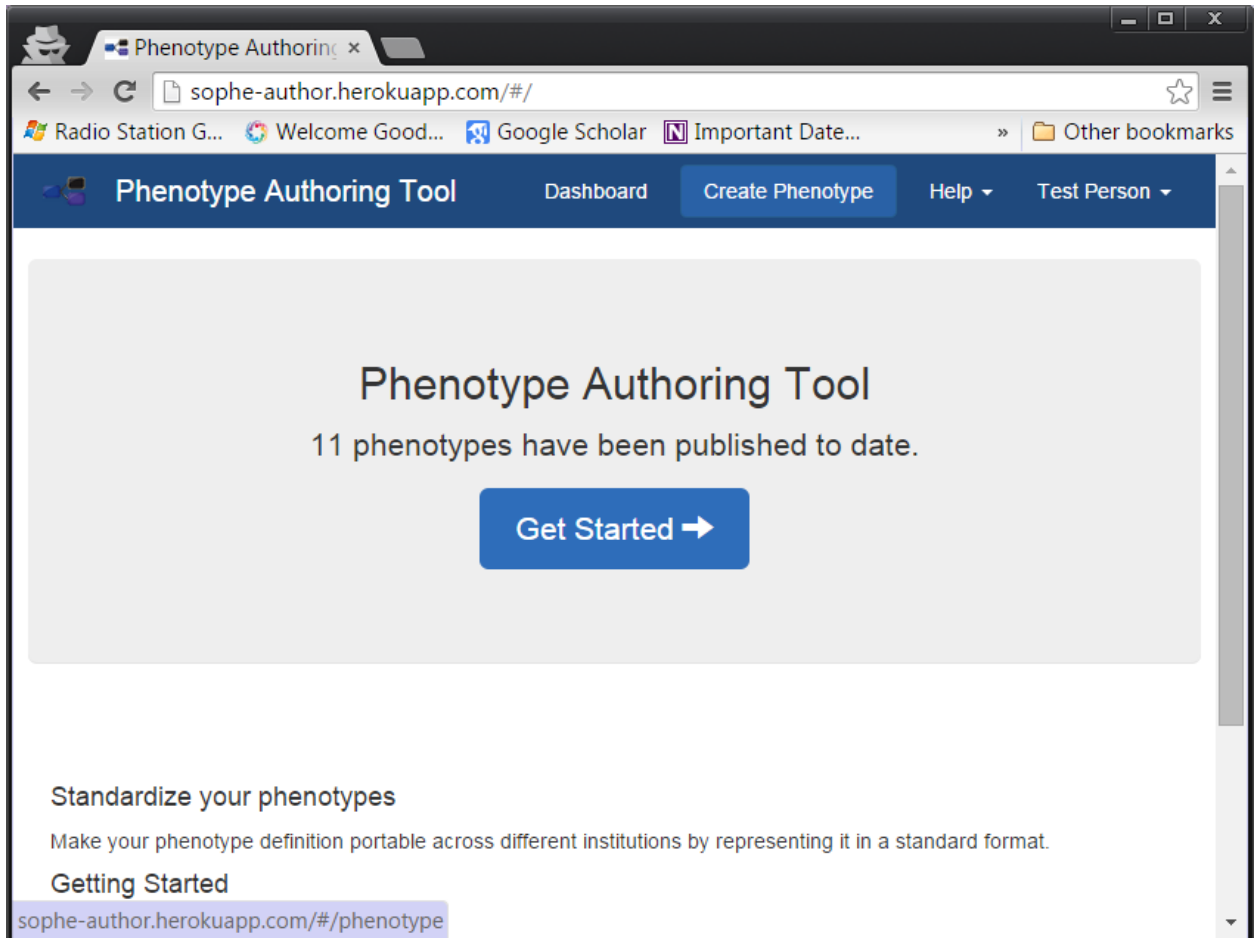 Phenotype Authoring
sophe-author.herokuapp.com/#/
Radio Station G... Welcome Good... Google Scholar Important Date... » Other bookmarks
Phenotype Authoring Tool Dashboard Create Phenotype Help Test Person
Phenotype Authoring Tool
11 phenotypes have been published to date.
Get Started
Standardize your phenotypes
Make your phenotype definition portable across different institutions by representing it in a standard format.
Getting Started
sophe-author.herokuapp.com/#/phenotype